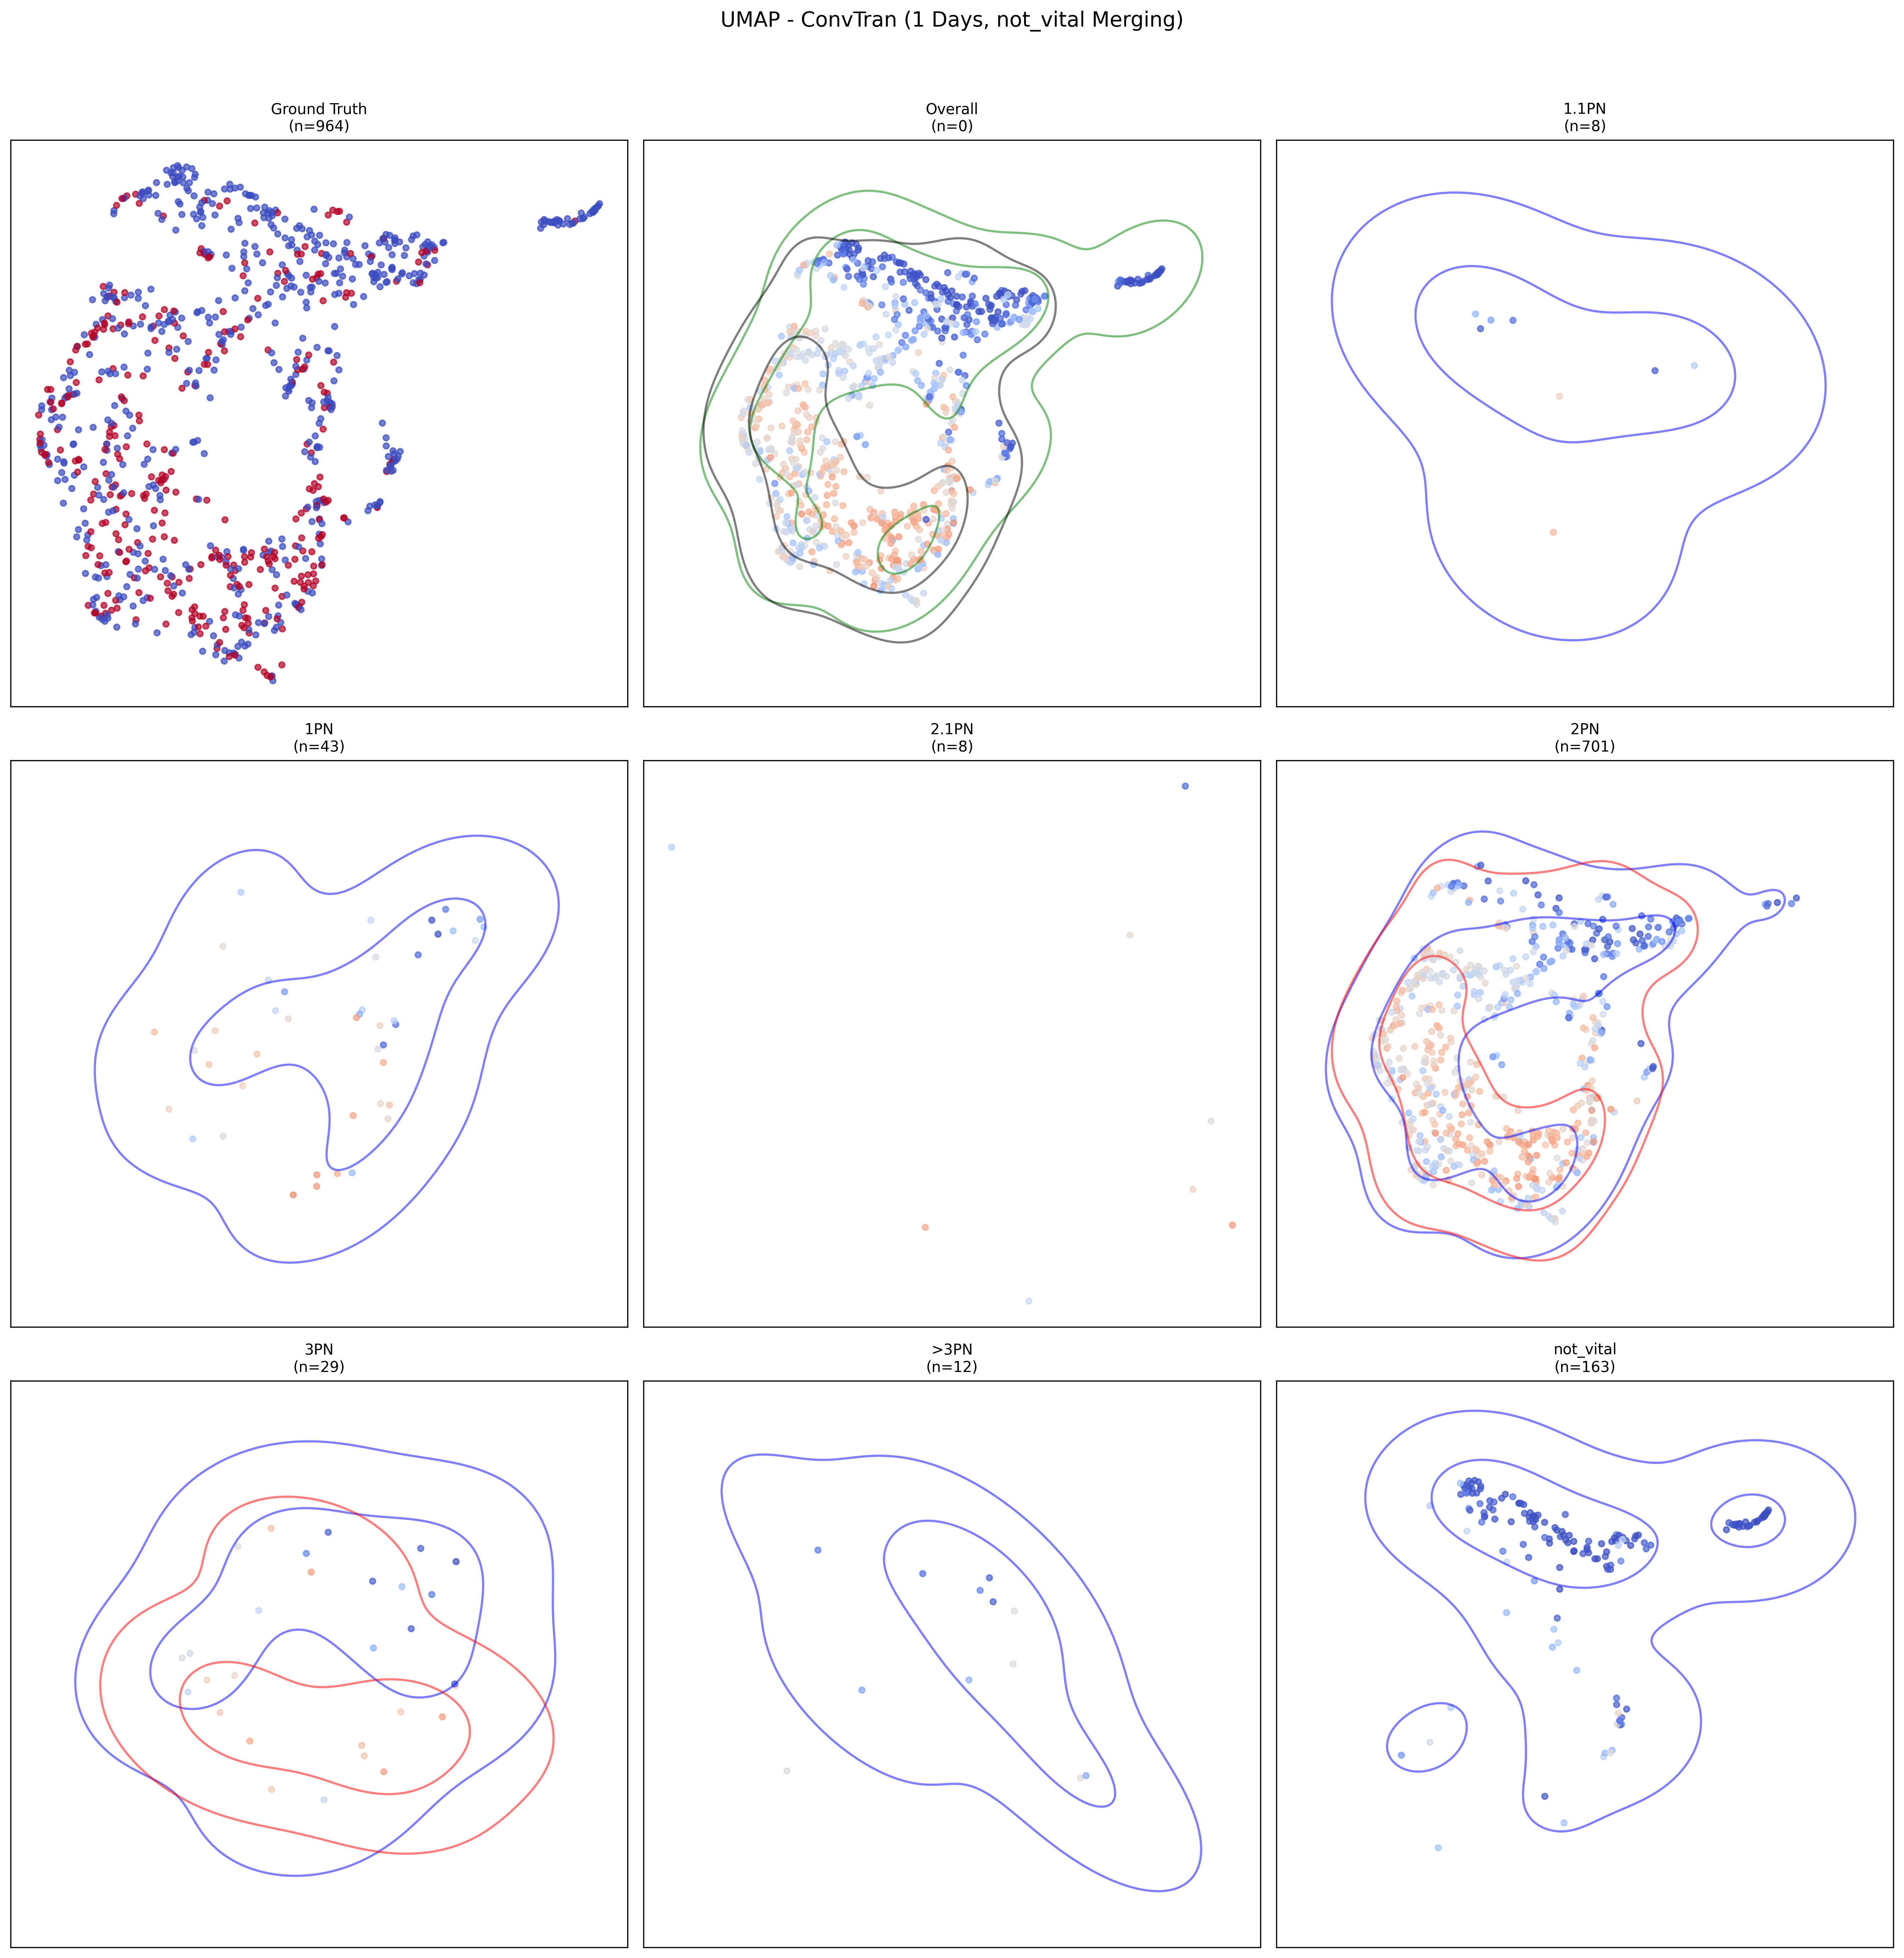 UMAP - ConvTran (1 Days, not_vital Merging)
Ground Truth
(n=964)
Overall
(n=0)
1.1PN
(n=8)
1PN
(n=43)
2.1PN
(n=8)
2PN
(n=701)
3PN
(n=29)
>3PN
(n=12)
not_vital
(n=163)